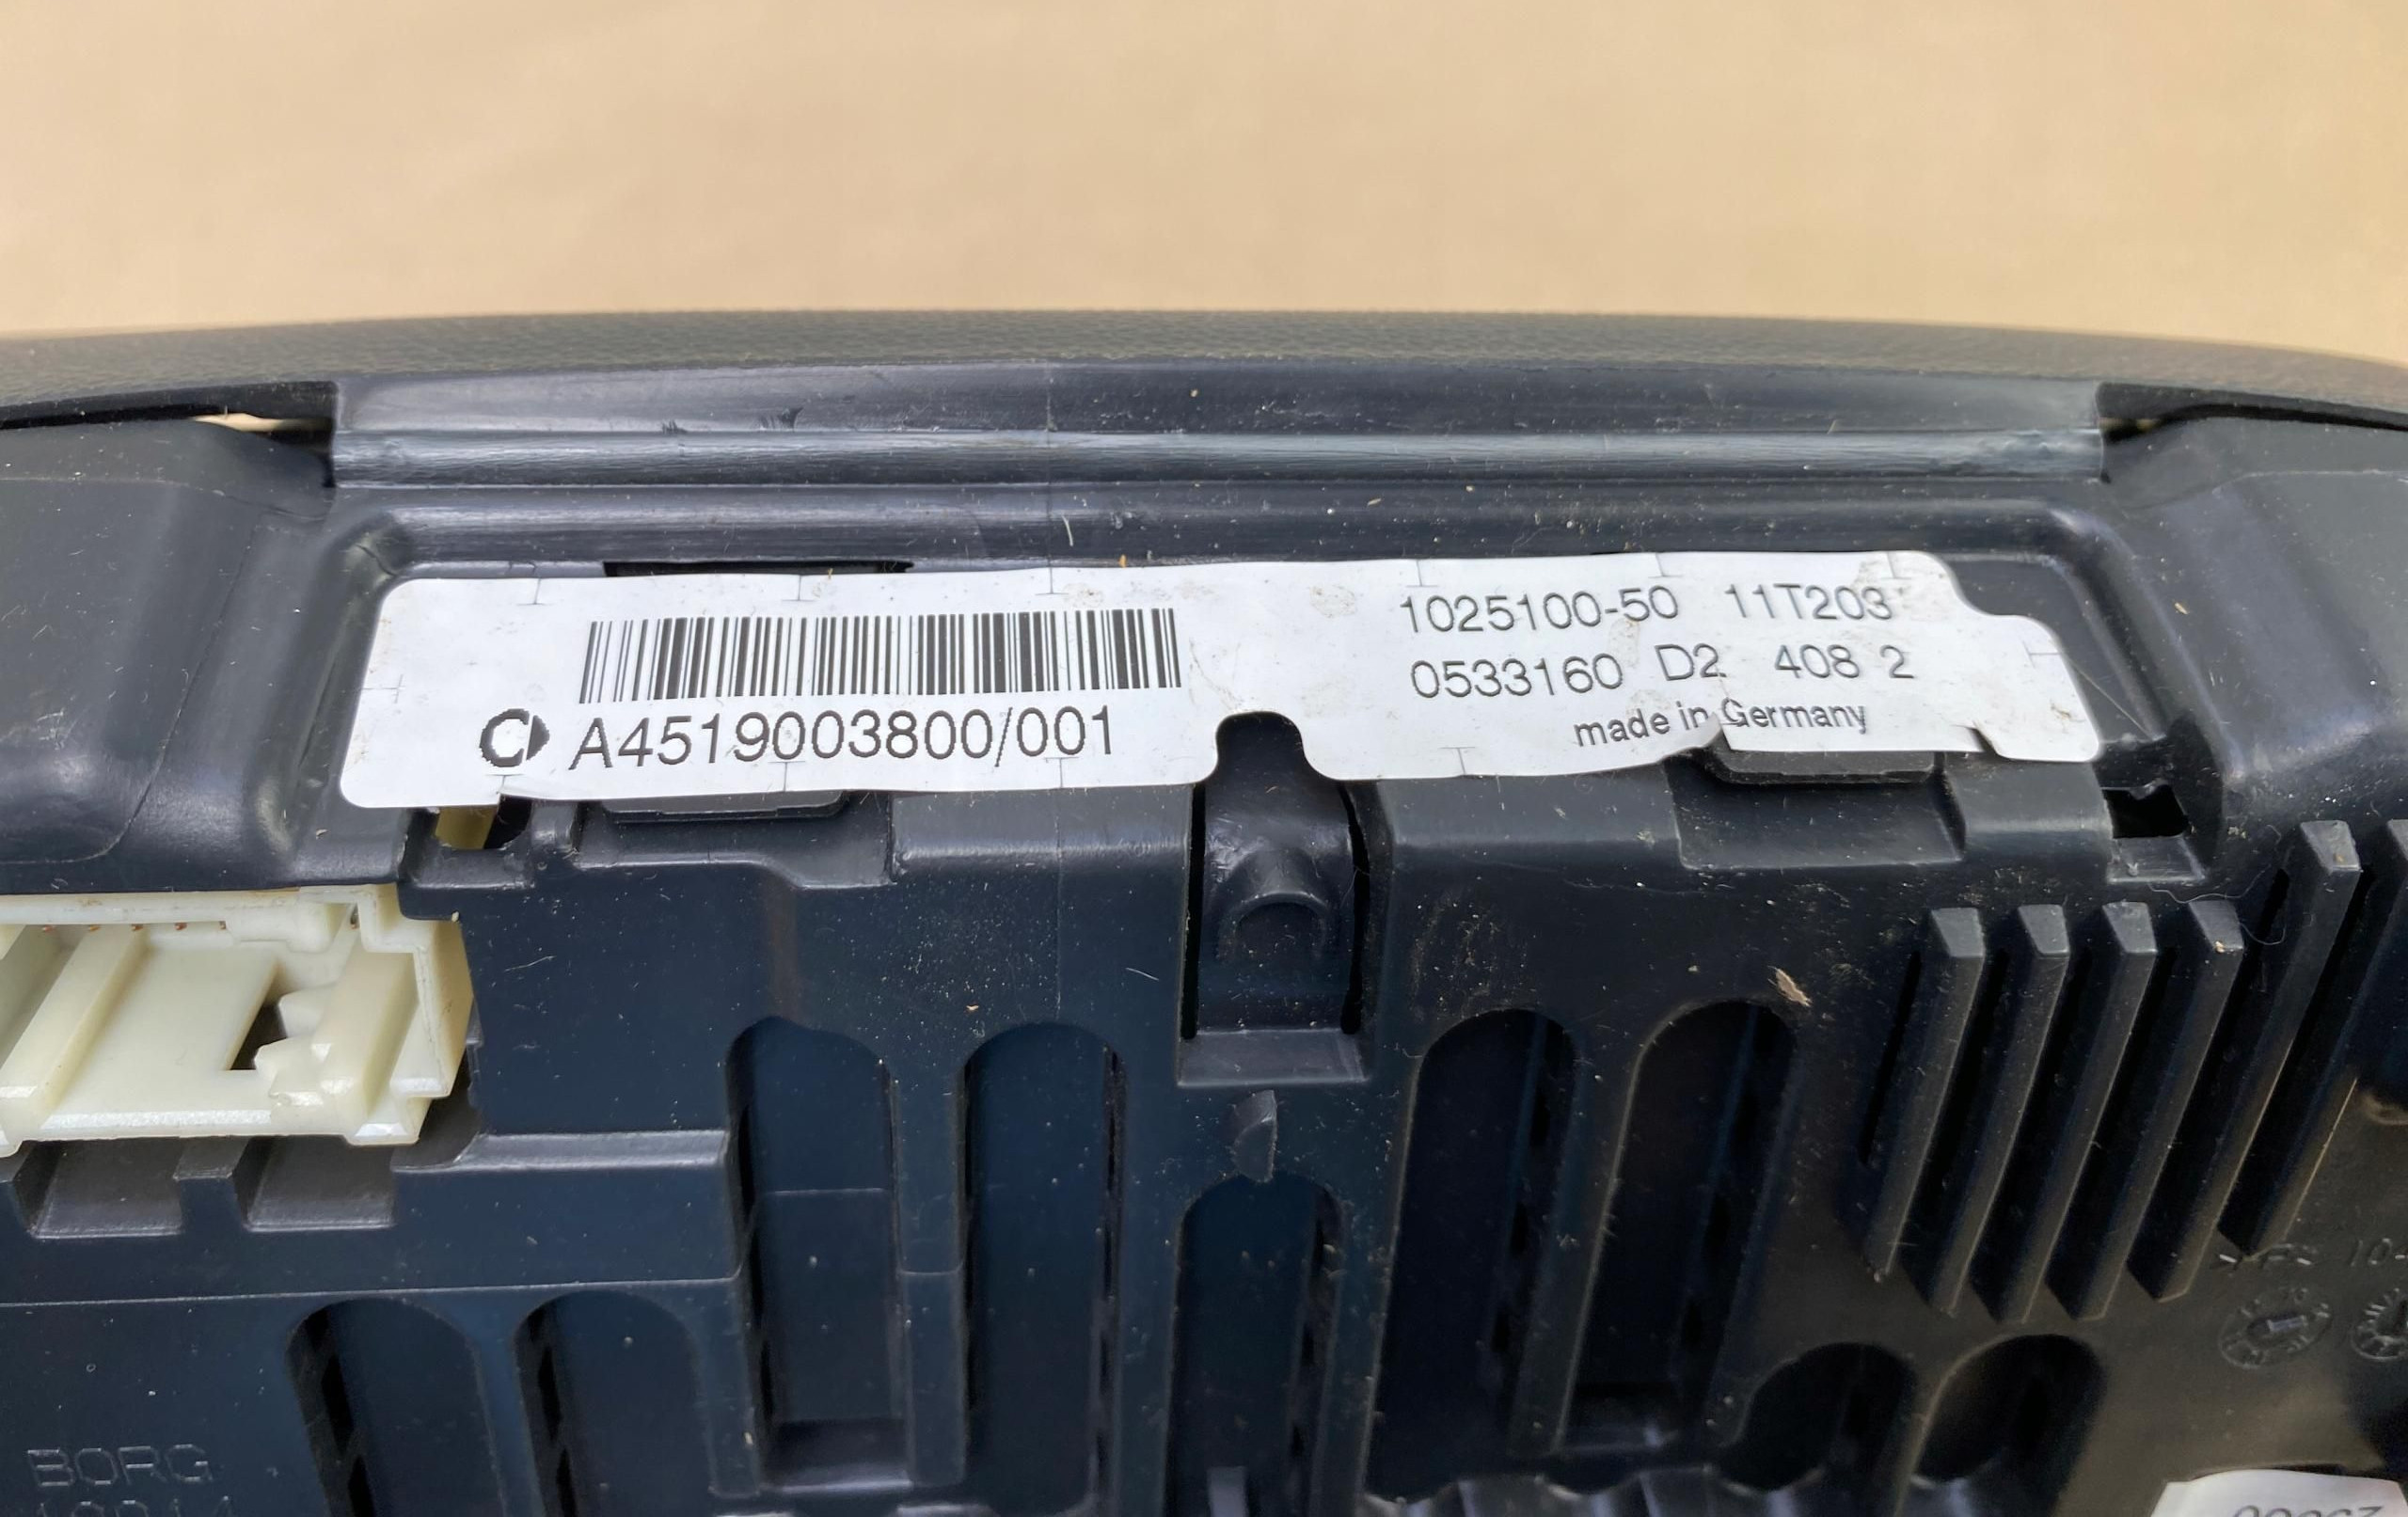 A4519003800/001
1025100-50 11T203
0533160 D2 408 2
made in Germany
BORG